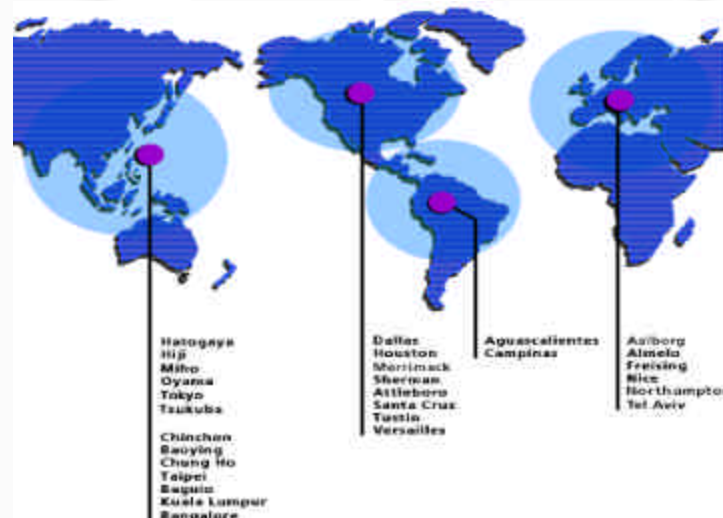 Hatogaya
Hiji
Miho
Oyama
Tokyo
Tsukuba
Chinchon
Baoying
Chung Ho
Taipei
Baguio
Kuala Lumpur
Bangalore
Dallas
Houston
Merrimack
Sherman
Attleboro
Santa Cruz
Tustin
Versailles
Aguascalientes
Campinas
Aalborg
Almelo
Freising
Nice
Northampton
Tel Aviv